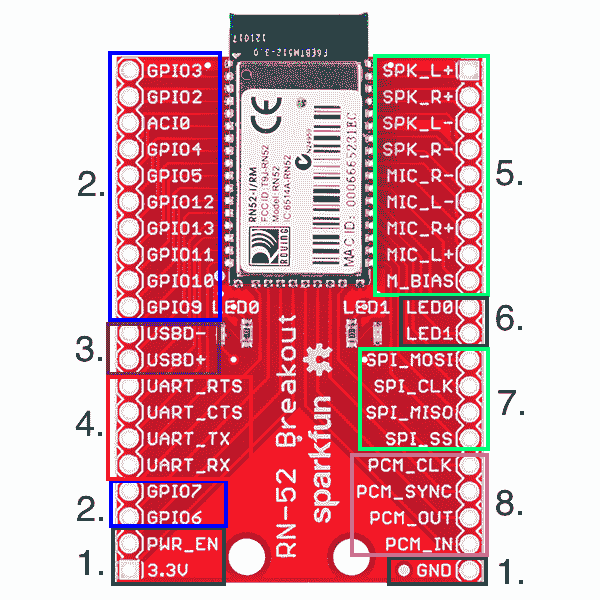 121017
F6EBTM512-3.0
GPIO3
GPIO2
ACI0
GPIO4
GPIO5
GPIO12
GPIO13
GPIO11
GPIO10
GPIO9
2.
USBD-
USBD+
3.
UART_RTS
UART_CTS
UART_TX
UART_RX
4.
GPIO7
GPIO6
2.
PWR_EN
3.3V
1.
CE
RN52-I/RM
FCC ID: T9J-RN52
Model: RN52
IC:6514A-RN52
ROVING
MAC ID: 0006665231EC
LED0
LED1
RN-52 Breakout
sparkfun
SPK_L+
SPK_R+
SPK_L-
SPK_R-
MIC_R-
MIC_L-
MIC_R+
MIC_L+
M_BIAS
5.
LED0
LED1
6.
SPI_MOSI
SPI_CLK
SPI_MISO
SPI_SS
7.
PCM_CLK
PCM_SYNC
PCM_OUT
PCM_IN
8.
GND
1.